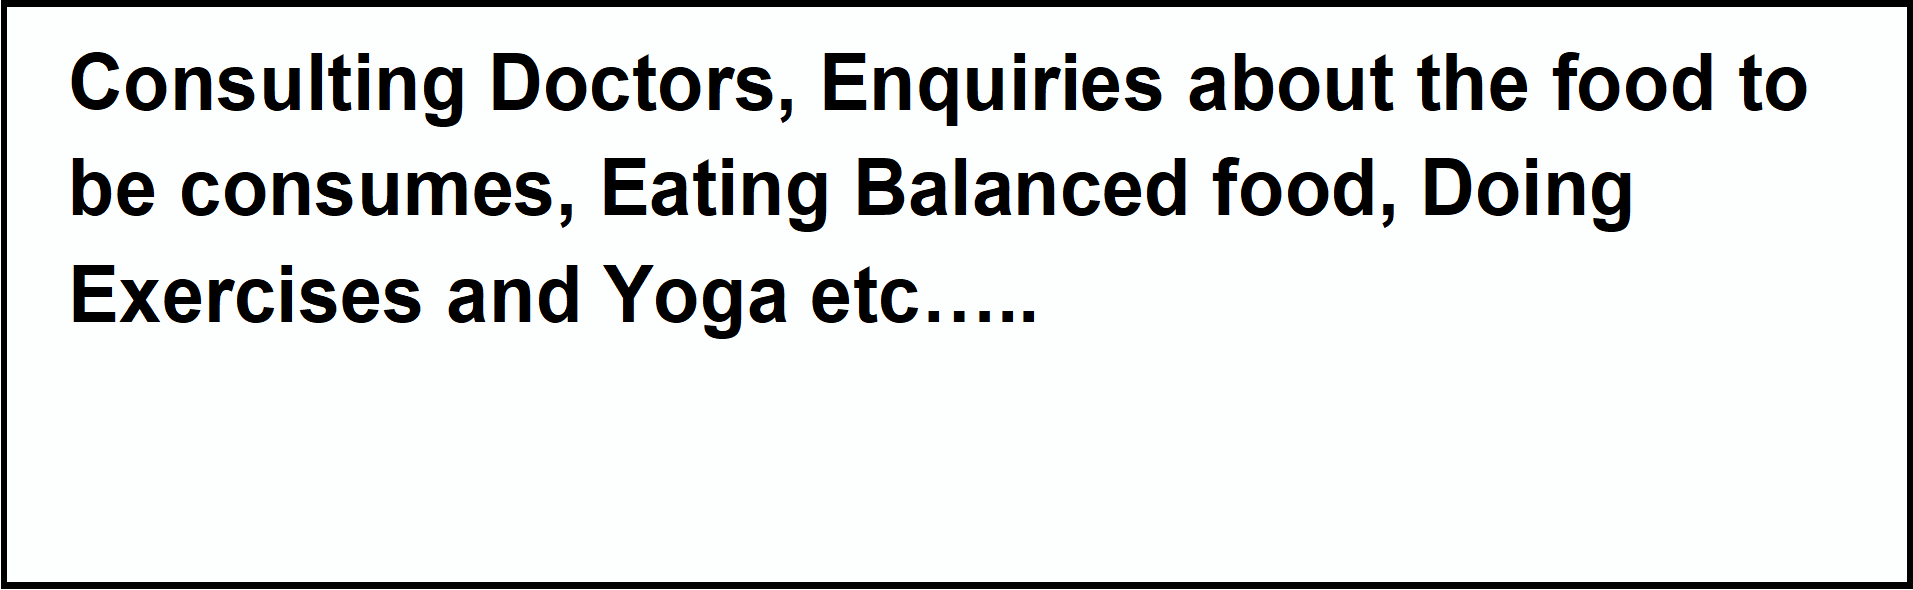 Consulting Doctors, Enquiries about the food to
be consumes, Eating Balanced food, Doing
Exercises and Yoga etc…..